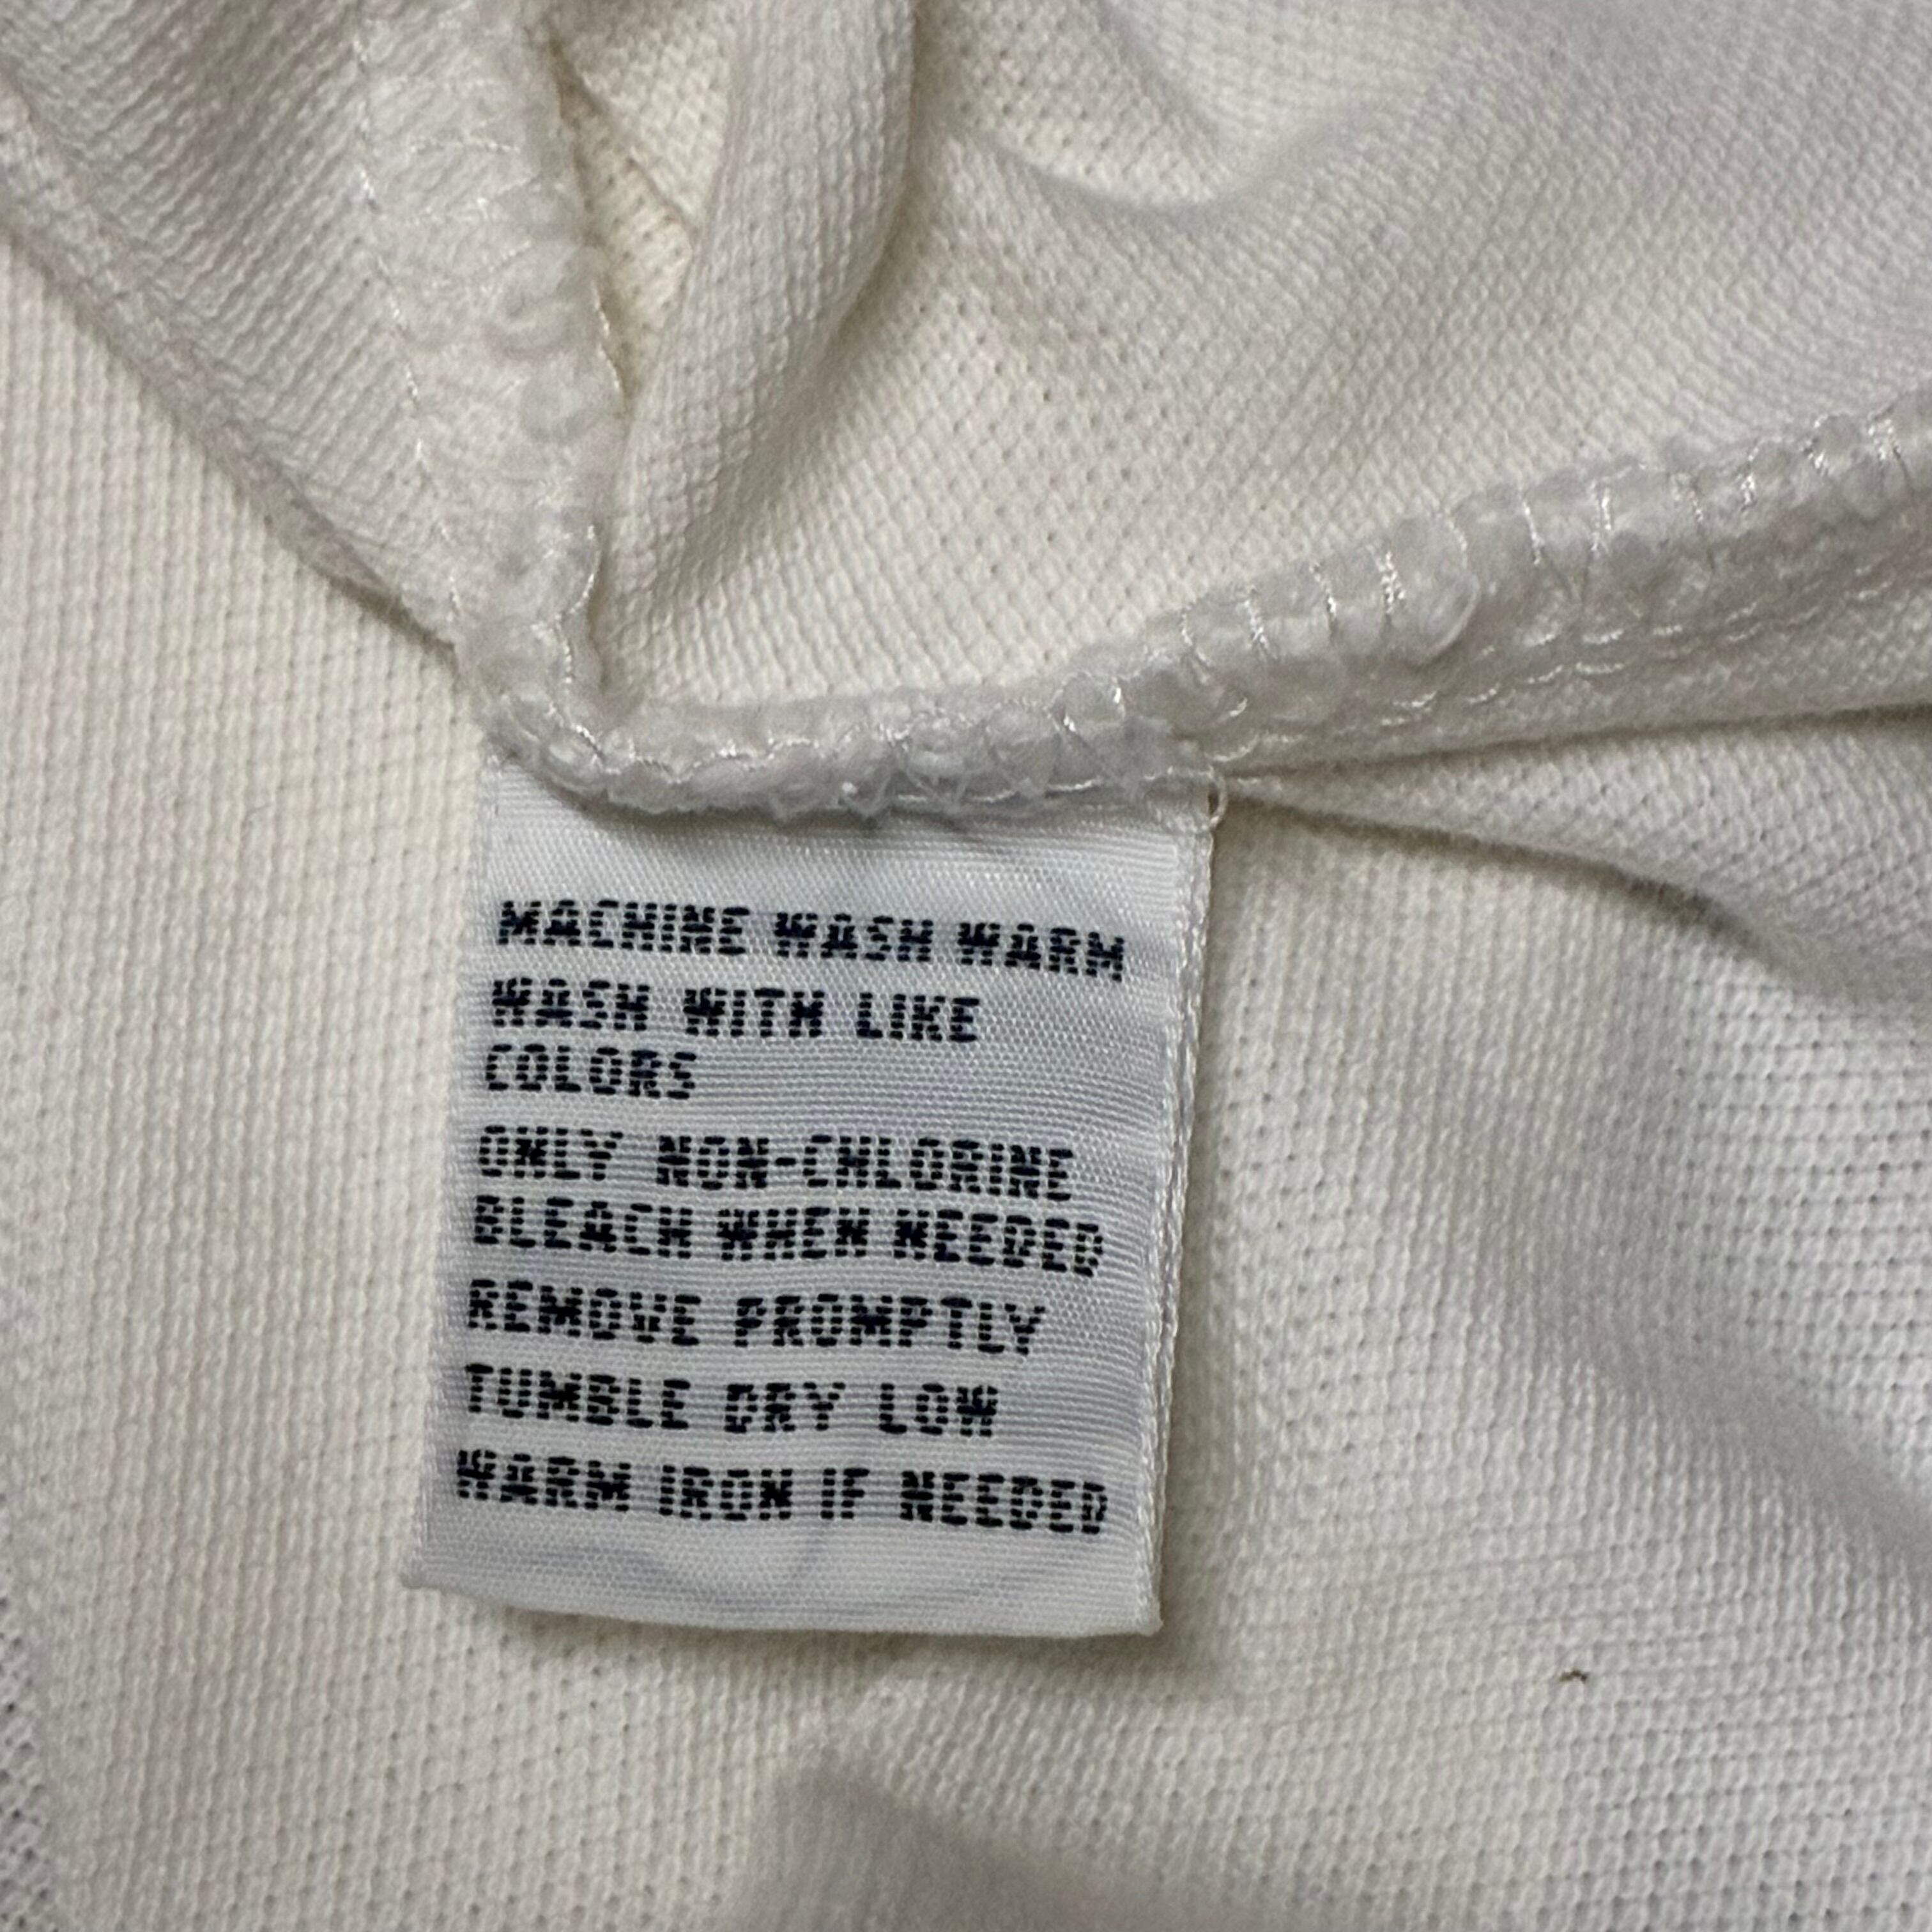 MACHINE WASH WARM
WASH WITH LIKE
COLORS
ONLY NON-CHLORINE
BLEACH WHEN NEEDED
REMOVE PROMPTLY
TUMBLE DRY LOW
WARM IRON IF NEEDED